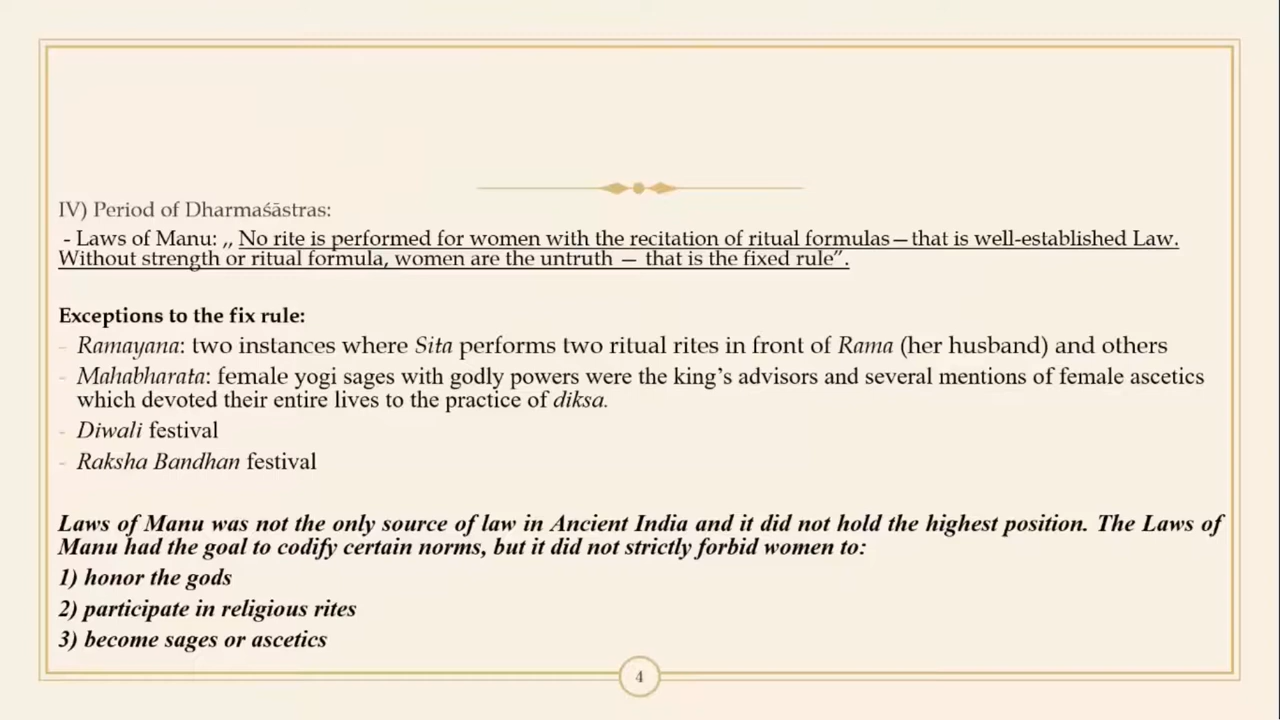 IV) Period of Dharmaśāstras:
- Laws of Manu: ,, No rite is performed for women with the recitation of ritual formulas—that is well-established Law.
Without strength or ritual formula, women are the untruth — that is the fixed rule”.
Exceptions to the fix rule:
- Ramayana: two instances where Sita performs two ritual rites in front of Rama (her husband) and others
- Mahabharata: female yogi sages with godly powers were the king’s advisors and several mentions of female ascetics
which devoted their entire lives to the practice of diksa.
- Diwali festival
- Raksha Bandhan festival
Laws of Manu was not the only source of law in Ancient India and it did not hold the highest position. The Laws of
Manu had the goal to codify certain norms, but it did not strictly forbid women to:
1) honor the gods
2) participate in religious rites
3) become sages or ascetics
4